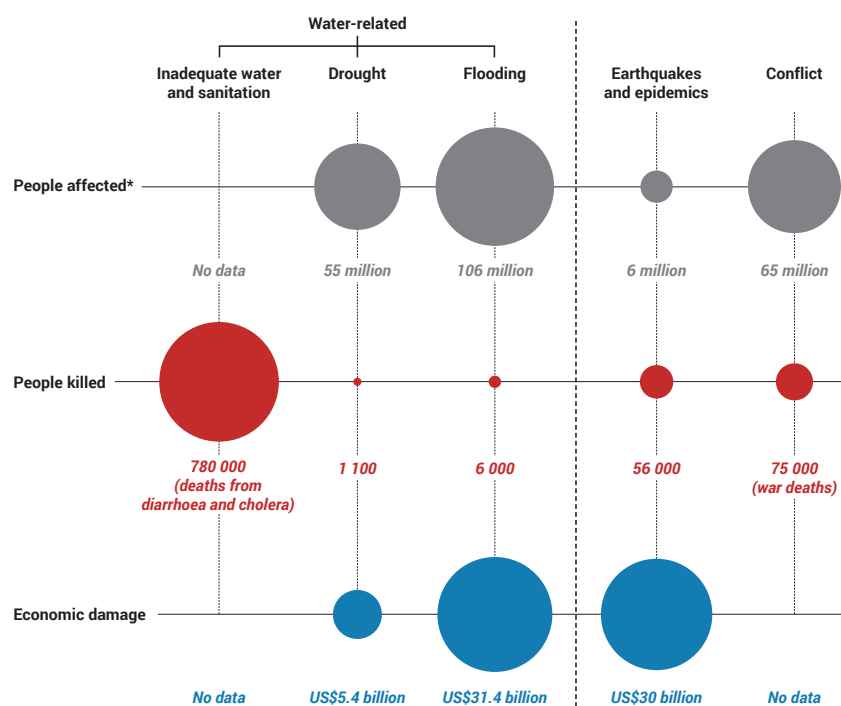 Water-related
Inadequate water
and sanitation
Drought
Flooding
Earthquakes
and epidemics
Conflict
People affected*
No data
55 million
106 million
6 million
65 million
People killed
780 000
(deaths from
diarrhoea and cholera)
1 100
6 000
56 000
75 000
(war deaths)
Economic damage
No data
US$5.4 billion
US$31.4 billion
US$30 billion
No data